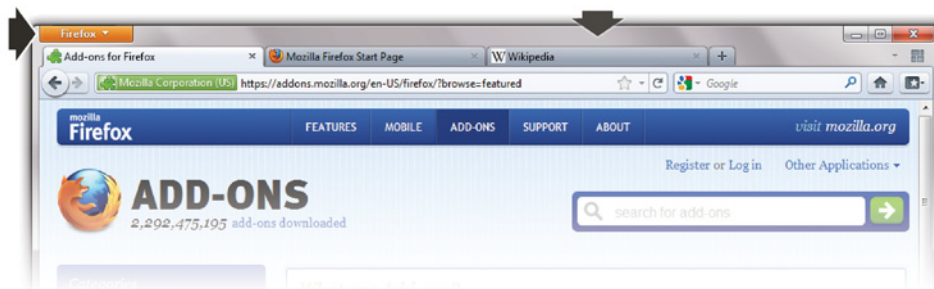 Firefox
Add-ons for Firefox
Mozilla Firefox Start Page
W Wikipedia
Mozilla Corporation (US) https://addons.mozilla.org/en-US/firefox/?browse=featured
Google
mozilla
Firefox FEATURES MOBILE ADD-ONS SUPPORT ABOUT visit mozilla.org
Register or Log in Other Applications
ADD-ONS
2,292,475,195 add-ons downloaded
search for add-ons
Categories